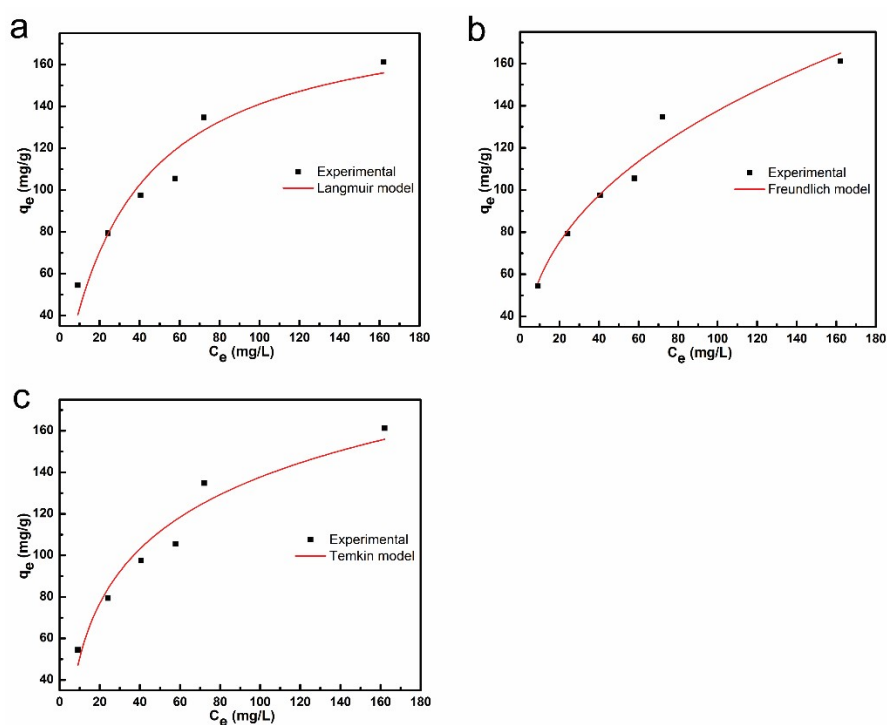 a
160
140
120
100
80
60
40
qe (mg/g)
Experimental
Langmuir model
0 20 40 60 80 100 120 140 160 180
Ce (mg/L)
b
160
140
120
100
80
60
40
qe (mg/g)
Experimental
Freundlich model
0 20 40 60 80 100 120 140 160 180
Ce (mg/L)
c
160
140
120
100
80
60
40
qe (mg/g)
Experimental
Temkin model
0 20 40 60 80 100 120 140 160 180
Ce (mg/L)